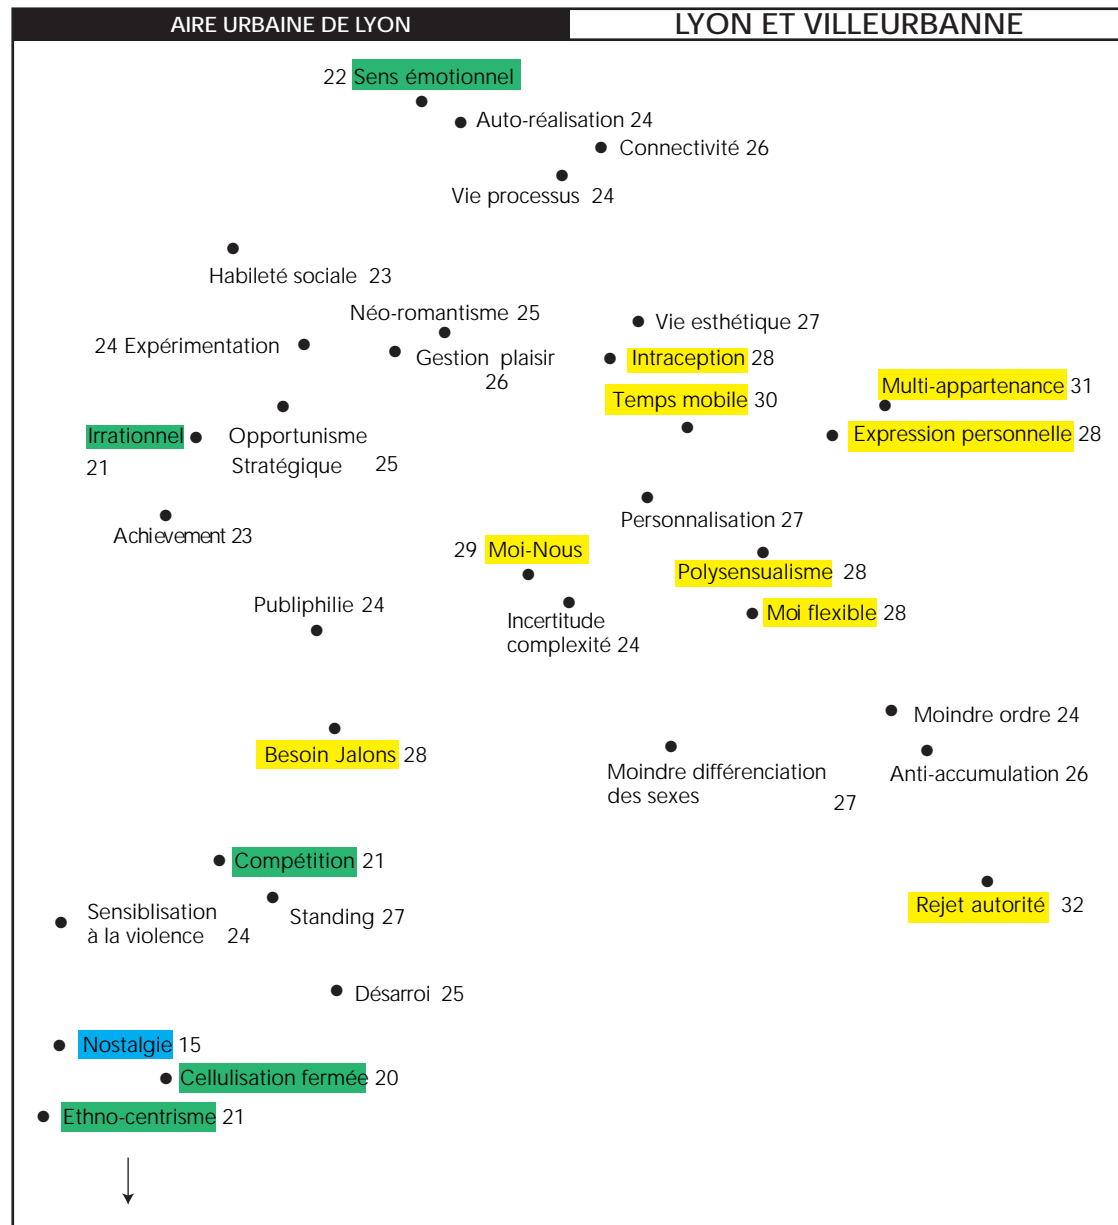 AIRE URBAINE DE LYON
LYON ET VILLEURBANNE
22 Sens émotionnel
Auto-réalisation 24
Connectivité 26
Vie processus 24
Habileté sociale 23
Néo-romantisme 25
Vie esthétique 27
24 Expérimentation
Gestion plaisir
26
Intraception 28
Temps mobile 30
Multi-appartenance 31
Irrationnel
21
Opportunisme
Stratégique 25
Expression personnelle 28
Achievement 23
Personnalisation 27
29 Moi-Nous
Polysensualisme 28
Publiphilie 24
Incertitude
complexité 24
Moi flexible 28
Moindre ordre 24
Besoin Jalons 28
Moindre différenciation
des sexes 27
Anti-accumulation 26
Compétition 21
Sensiblisation
à la violence 24
Standing 27
Rejet autorité 32
Désarroi 25
Nostalgie 15
Cellulisation fermée 20
Ethno-centrisme 21